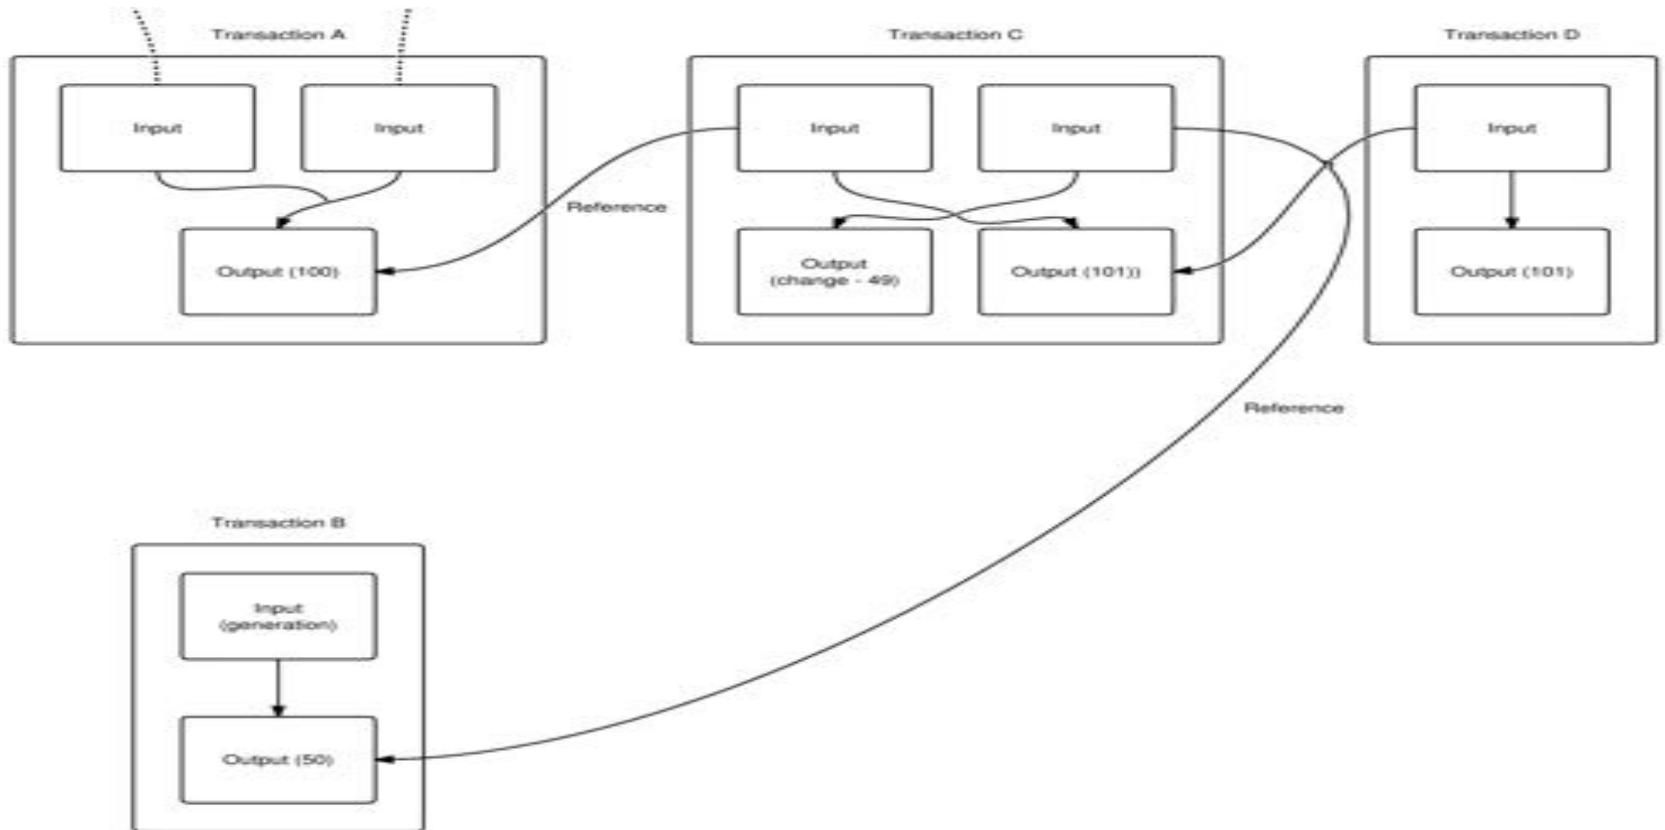 Transaction A
Transaction C
Transaction D
Input
Input
Input
Input
Input
Reference
Output (100)
Output
(change - 49)
Output (101))
Output (101)
Reference
Transaction B
Input
(generation)
Output (50)